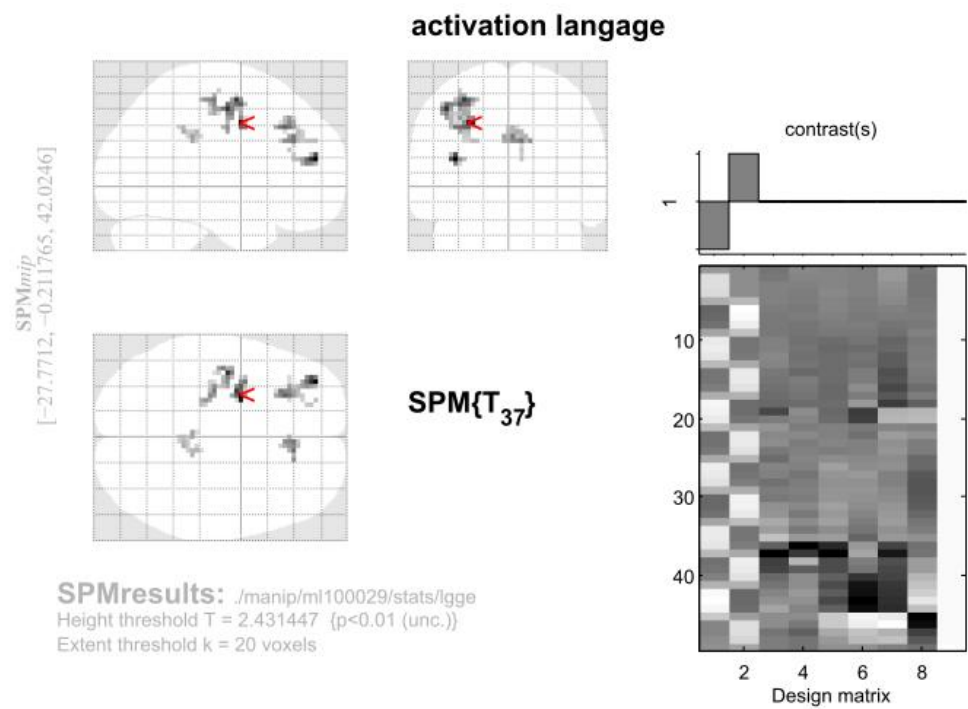 activation langage
SPMmip
[−27.7712, −0.211765, 42.0246]
contrast(s)
1
10
20
30
40
2 4 6 8
Design matrix
SPM{T37}
SPMresults: ./manip/ml100029/stats/lgge
Height threshold T = 2.431447 {p<0.01 (unc.)}
Extent threshold k = 20 voxels